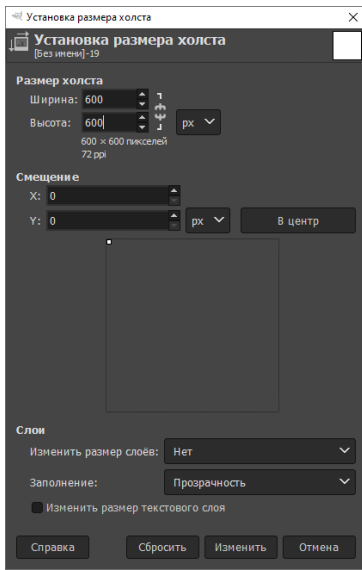 Установка размера холста
Установка размера холста
[Без имени]-19
Размер холста
Ширина: 600
Высота: 600 px
600 × 600 пикселей
72 ppi
Смещение
X: 0
Y: 0 px В центр
Слои
Изменить размер слоёв: Нет
Заполнение: Прозрачность
Изменить размер текстового слоя
Справка Сбросить Изменить Отмена